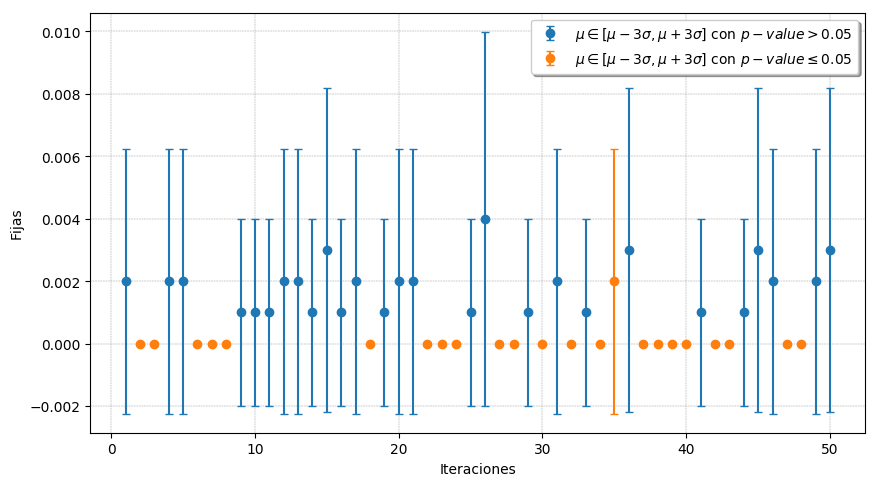 μ ∈ [μ − 3σ, μ + 3σ] con p − value > 0.05
μ ∈ [μ − 3σ, μ + 3σ] con p − value ≤ 0.05
0.010
0.008
0.006
0.004
0.002
0.000
−0.002
Fijas
0 10 20 30 40 50
Iteraciones